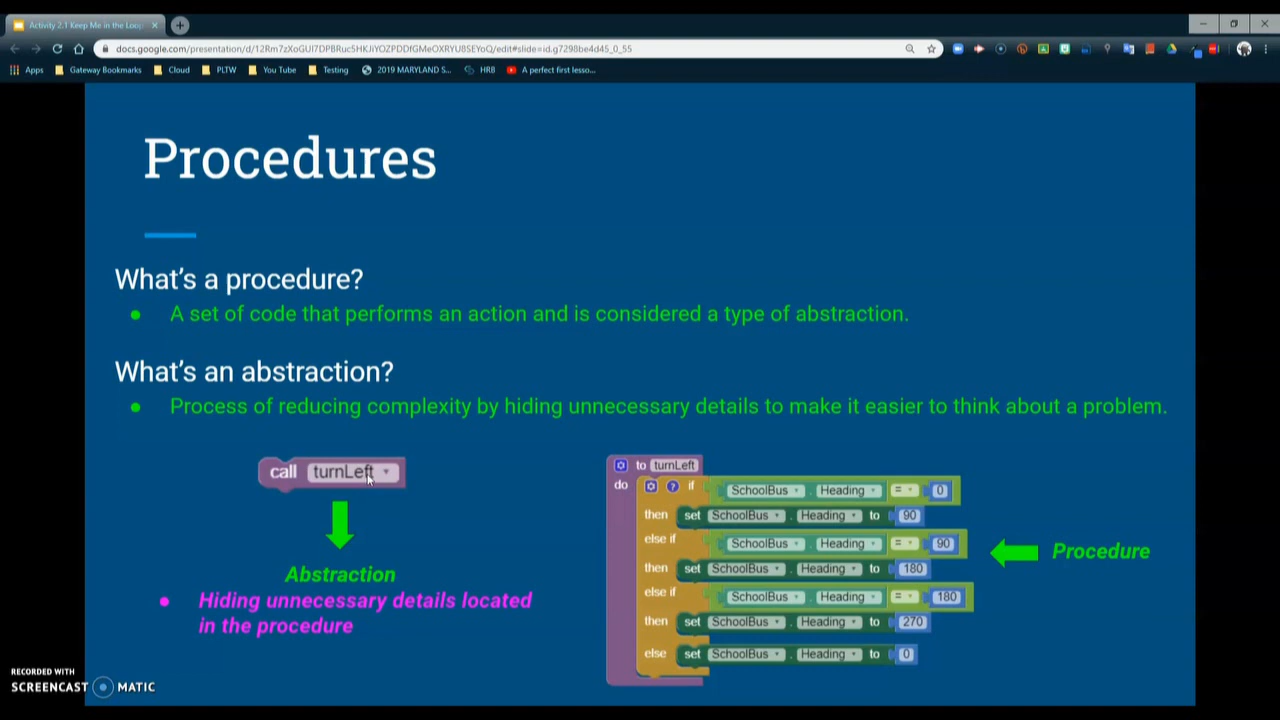 Activity 2.1 Keep Me in the Loop
docs.google.com/presentation/d/12Rm7zXoGUI7DPBRuc5HKJiYOZPDDfGMeOXRYU8SEYoQ/edit#slide=id.g7298be4d45_0_55
Apps Gateway Bookmarks Cloud PLTW You Tube Testing 2019 MARYLAND S... HRB A perfect first lesso...
Procedures
What's a procedure?
● A set of code that performs an action and is considered a type of abstraction.
What's an abstraction?
● Process of reducing complexity by hiding unnecessary details to make it easier to think about a problem.
call turnLeft
Abstraction
● Hiding unnecessary details located
in the procedure
to turnLeft
do if SchoolBus . Heading = 0
then set SchoolBus . Heading to 90
else if SchoolBus . Heading = 90
then set SchoolBus . Heading to 180
else if SchoolBus . Heading = 180
then set SchoolBus . Heading to 270
else set SchoolBus . Heading to 0
Procedure
RECORDED WITH
SCREENCAST MATIC